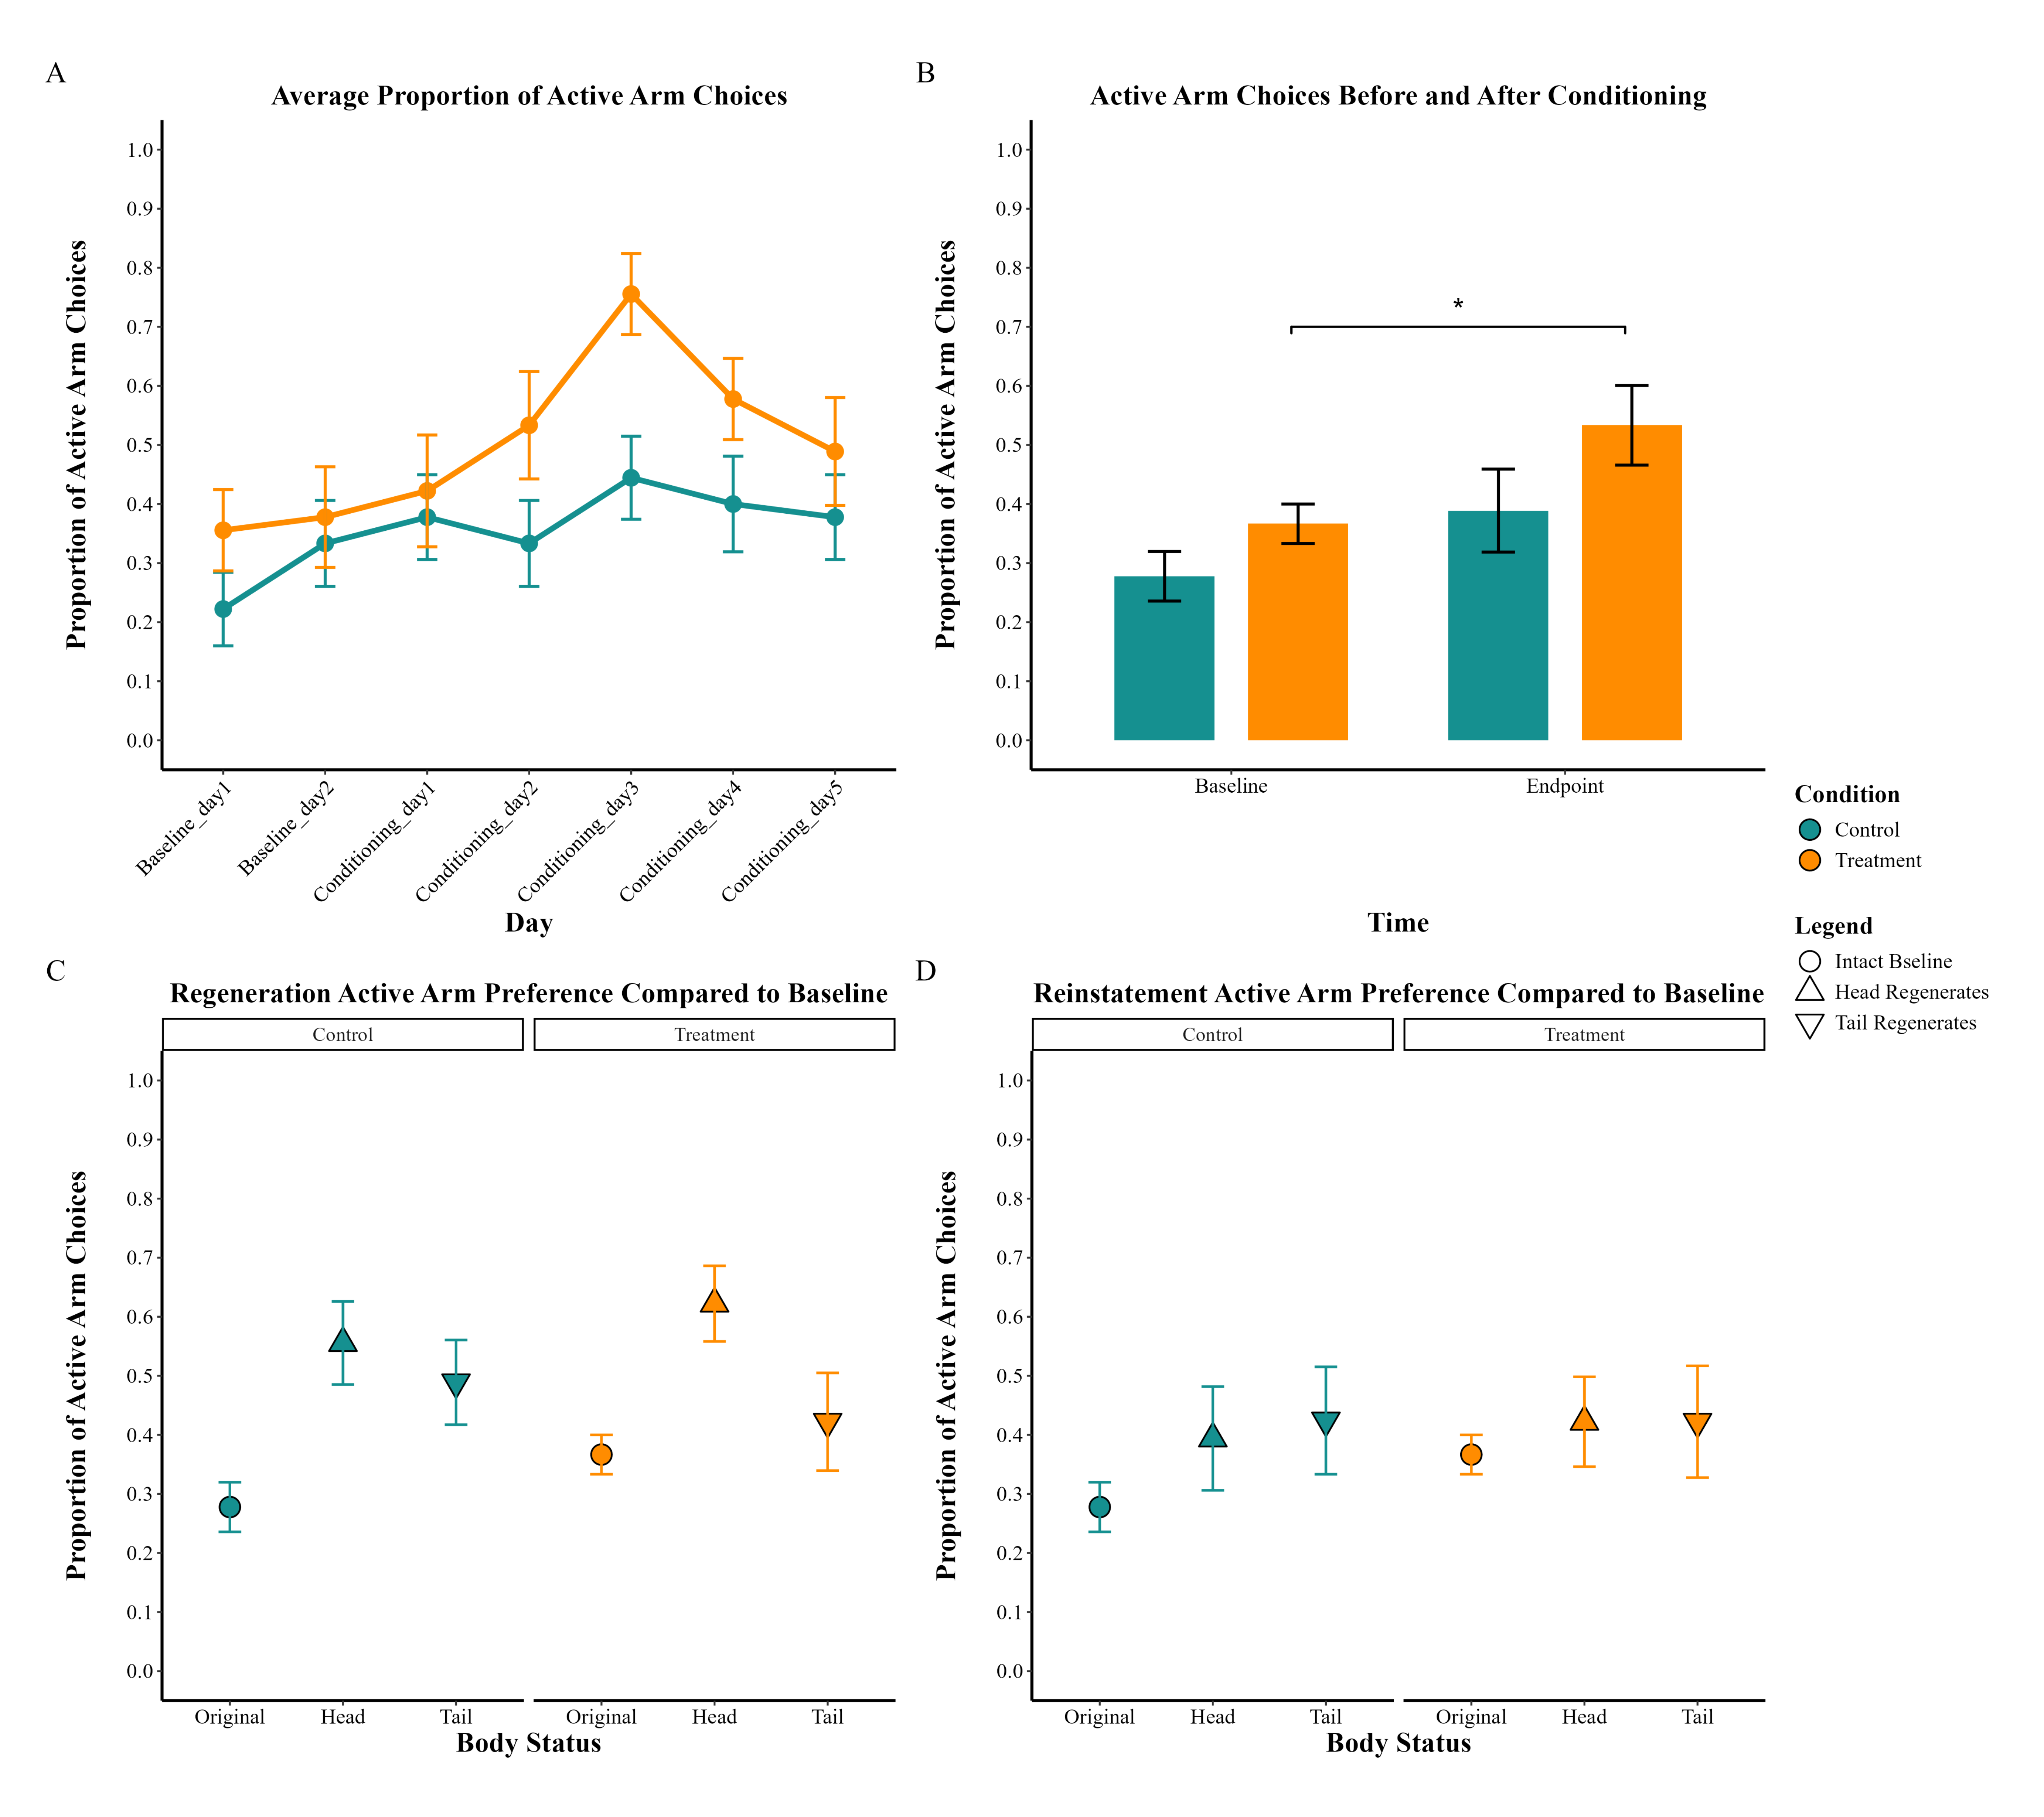 A
Average Proportion of Active Arm Choices
Proportion of Active Arm Choices
1.0
0.9
0.8
0.7
0.6
0.5
0.4
0.3
0.2
0.1
0.0
Baseline_day1
Baseline_day2
Conditioning_day1
Conditioning_day2
Conditioning_day3
Conditioning_day4
Conditioning_day5
Day
B
Active Arm Choices Before and After Conditioning
Proportion of Active Arm Choices
1.0
0.9
0.8
0.7
0.6
0.5
0.4
0.3
0.2
0.1
0.0
*
Baseline
Endpoint
Time
Condition
Control
Treatment
Legend
Intact Bseline
Head Regenerates
Tail Regenerates
C
Regeneration Active Arm Preference Compared to Baseline
Control
Treatment
Proportion of Active Arm Choices
1.0
0.9
0.8
0.7
0.6
0.5
0.4
0.3
0.2
0.1
0.0
Original
Head
Tail
Original
Head
Tail
Body Status
D
Reinstatement Active Arm Preference Compared to Baseline
Control
Treatment
Proportion of Active Arm Choices
1.0
0.9
0.8
0.7
0.6
0.5
0.4
0.3
0.2
0.1
0.0
Original
Head
Tail
Original
Head
Tail
Body Status